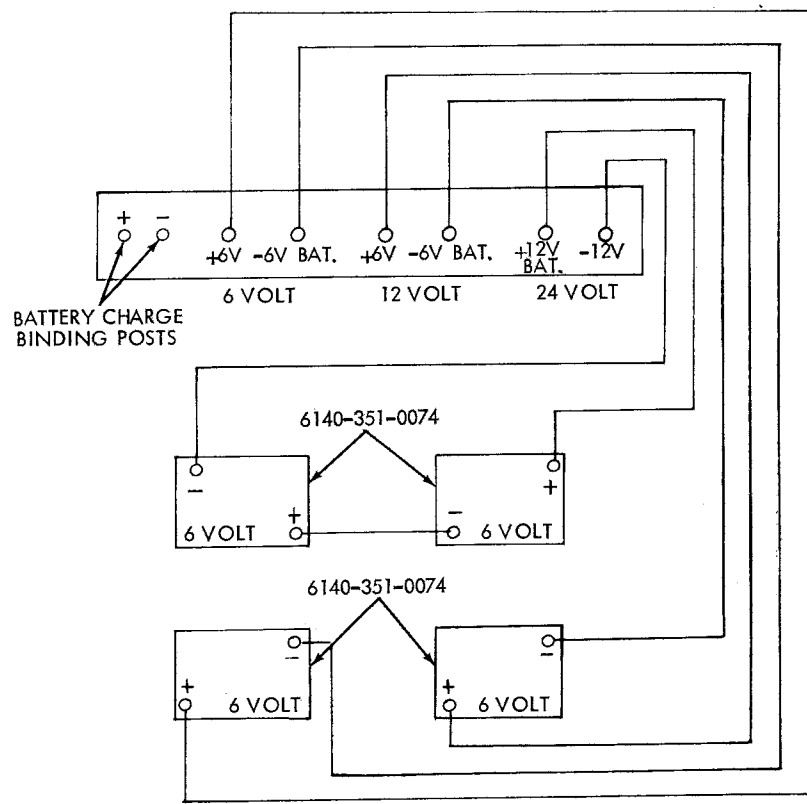 + −
+6V −6V BAT. +6V −6V BAT. +12V BAT. −12V
6 VOLT 12 VOLT 24 VOLT
BATTERY CHARGE
BINDING POSTS
6140-351-0074
− +
+ −
6 VOLT 6 VOLT
6140-351-0074
− −
+ +
6 VOLT 6 VOLT